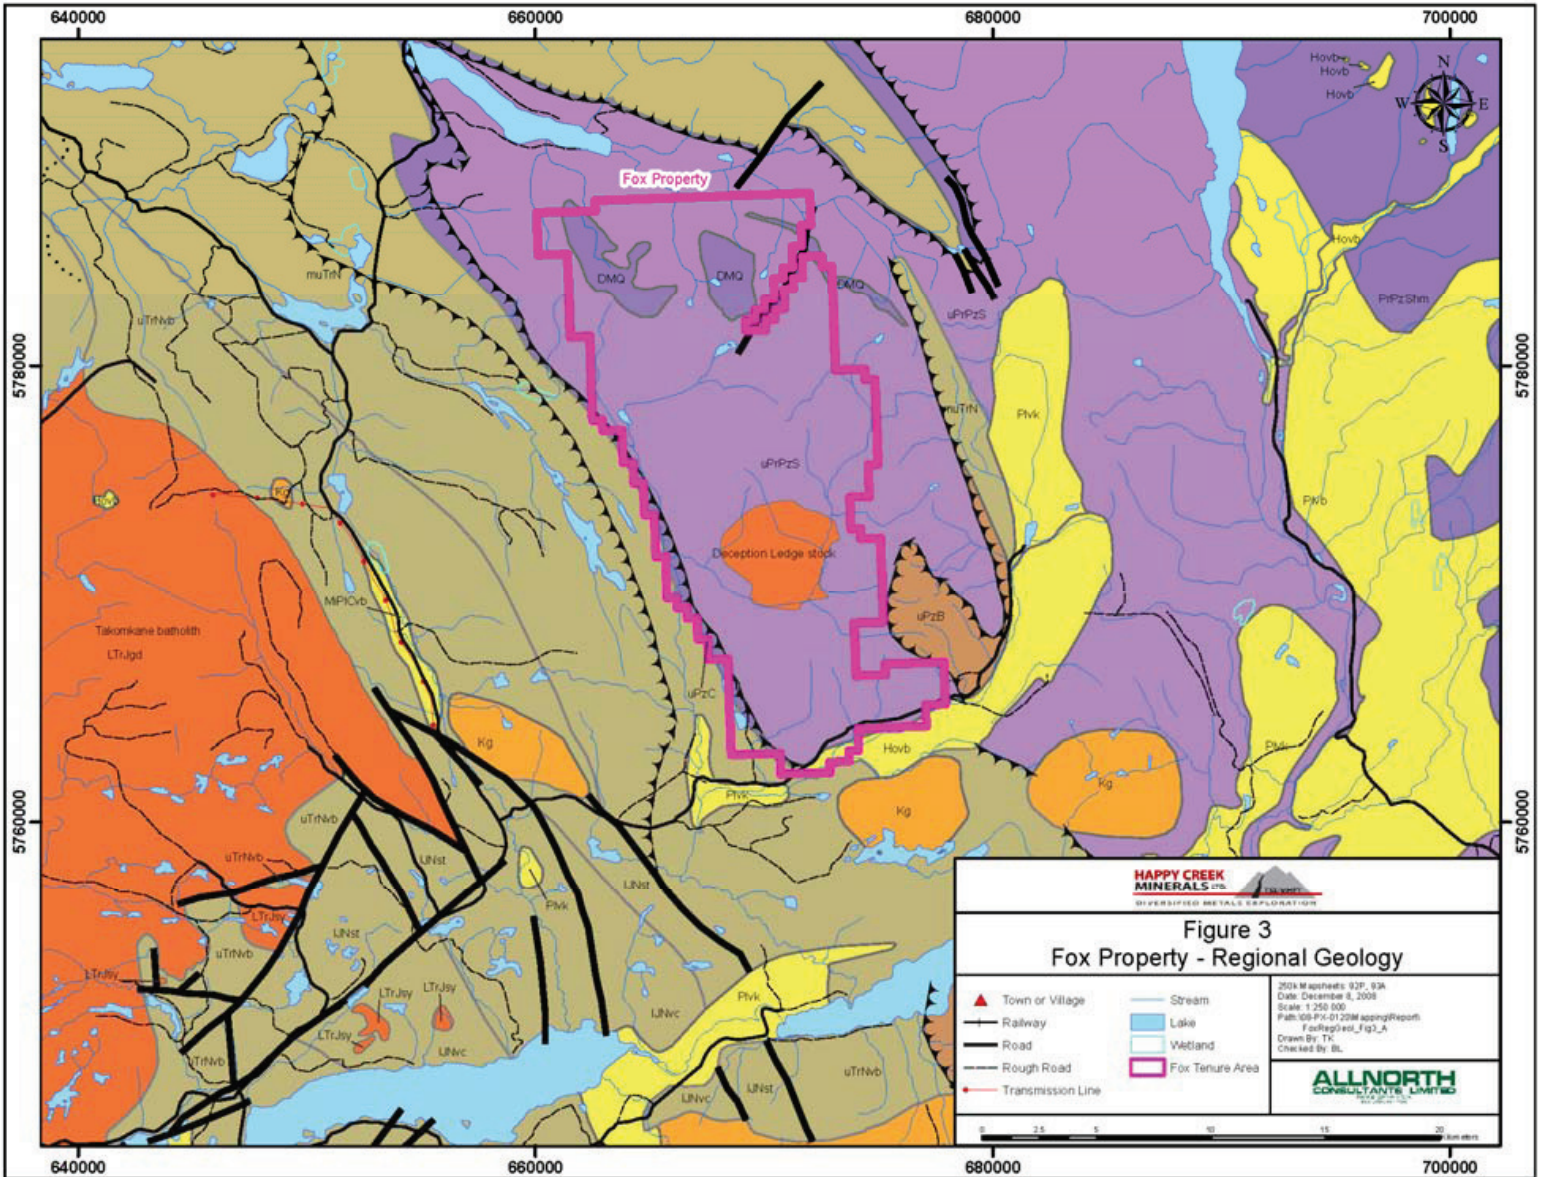 640000
660000
680000
700000
Hovb
Hovb
Hovb
N
W
E
S
Fox Property
Hovb
DMQ
DMQ
DMQ
muTrN
PrPzShm
uTrNvb
uPrPzS
5780000
5780000
Plvk
muTrN
uPrPzS
Kg
Plvb
Deception Ledge stock
MiPlCvb
uPzB
Takomkane batholith
LTrJgd
uPzC
Kg
Hovb
Plvk
Kg
Plvk
Kg
5760000
5760000
uTrNvb
uTrNvb
lJNst
lJNst
Plvk
LTrJsy
lJNst
uTrNvb
LTrJsy
LTrJsy
LTrJsy
Plvk
LTrJsy
lJNvc
lJNvc
uTrNvb
lJNst
uTrNvb
lJNvc
HAPPY CREEK
MINERALS LTD.
DIVERSIFIED METALS EXPLORATION
Figure 3
Fox Property - Regional Geology
Town or Village
Railway
Road
Rough Road
Transmission Line
Stream
Lake
Wetland
Fox Tenure Area
250k Mapsheets: 92P, 93A
Date: December 8, 2008
Scale: 1:250 000
FoxRegGeol_Fig3_A
Drawn By: TK
Checked By: BL
ALLNORTH
CONSULTANTS LIMITED
0 2.5 5 10 15 20
Kilometers
640000
660000
680000
700000